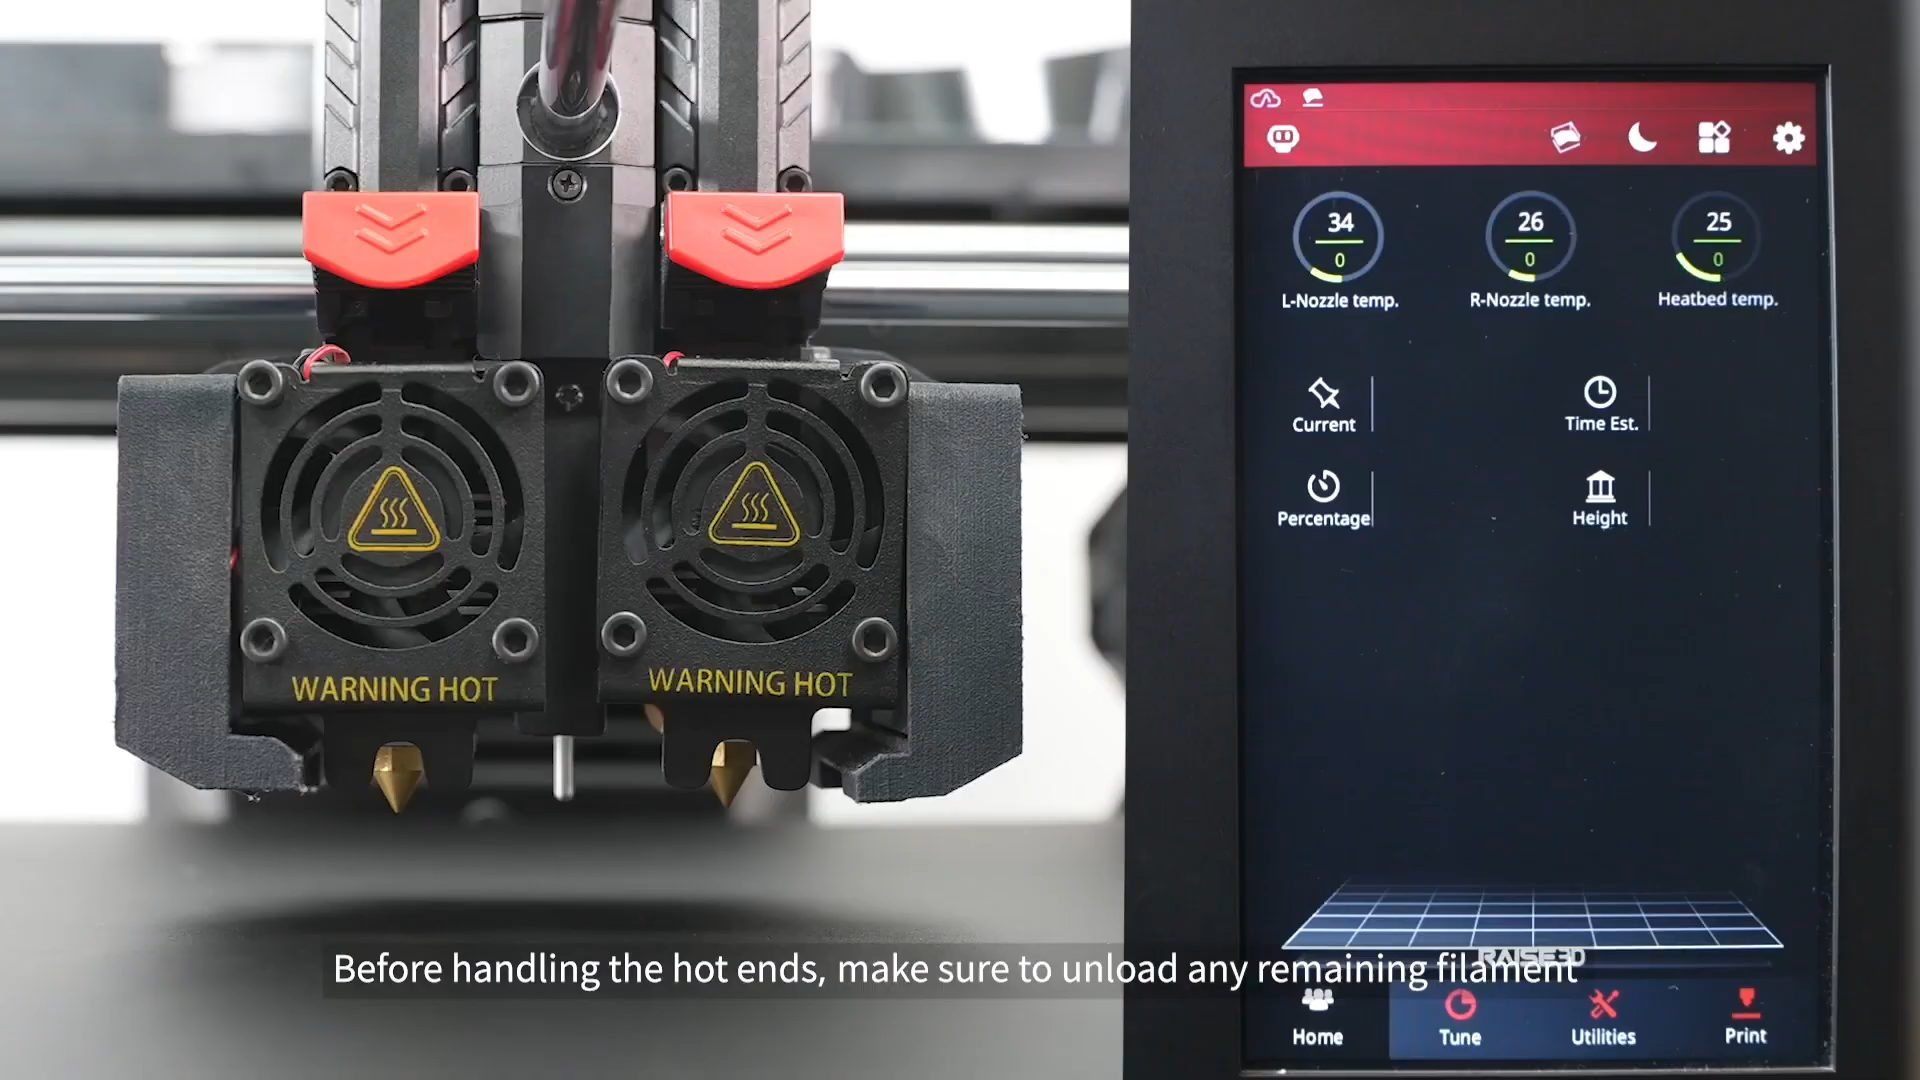 34
0
L-Nozzle temp.
26
0
R-Nozzle temp.
25
0
Heatbed temp.
Current
Time Est.
Percentage
Height
WARNING HOT
WARNING HOT
RAISE3D
Before handling the hot ends, make sure to unload any remaining filament
Home
Tune
Utilities
Print